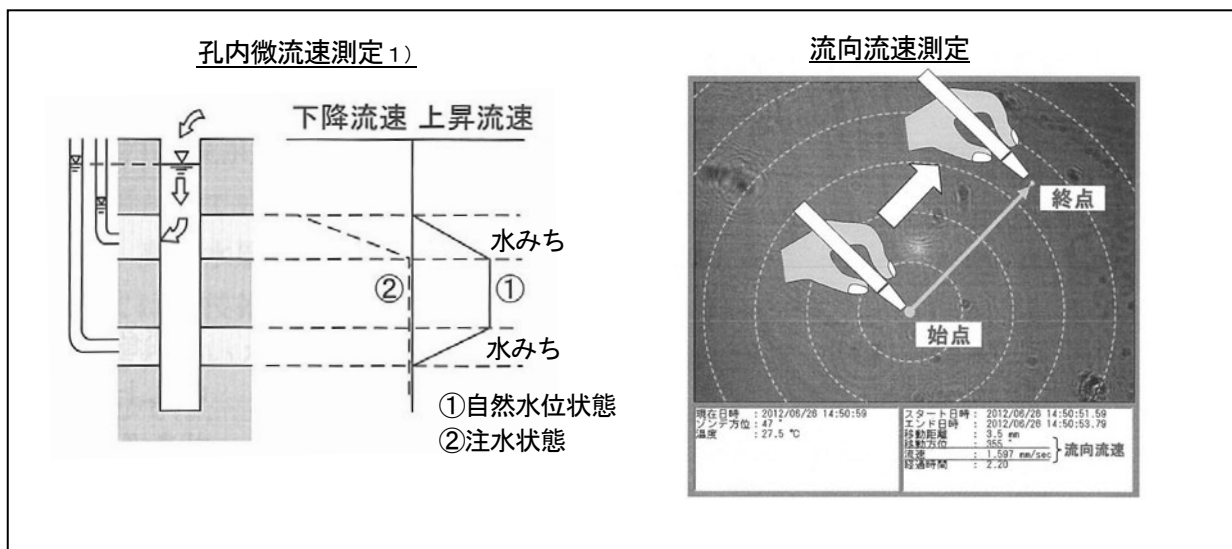 孔内微流速測定1)
下降流速 上昇流速
水みち
② ①
水みち
①自然水位状態
②注水状態
流向流速測定
終点
始点
現在日時 : 2012/06/28 14:50:59
ゾンデ方位 : 47 °
温度 : 27.5 ℃
スタート日時 : 2012/06/28 14:50:51.59
エンド日時 : 2012/06/28 14:50:53.79
移動距離 : 3.5 mm
移動方位 : 355 °
流速 : 1.597 mm/sec
経過時間 : 2.20
流向流速